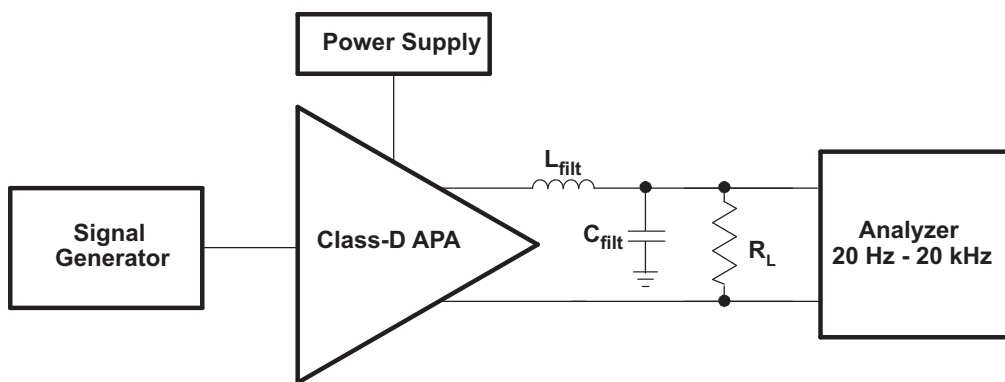 Power Supply
L_filt
Signal
Generator
Class-D APA
C_filt
R_L
Analyzer
20 Hz - 20 kHz